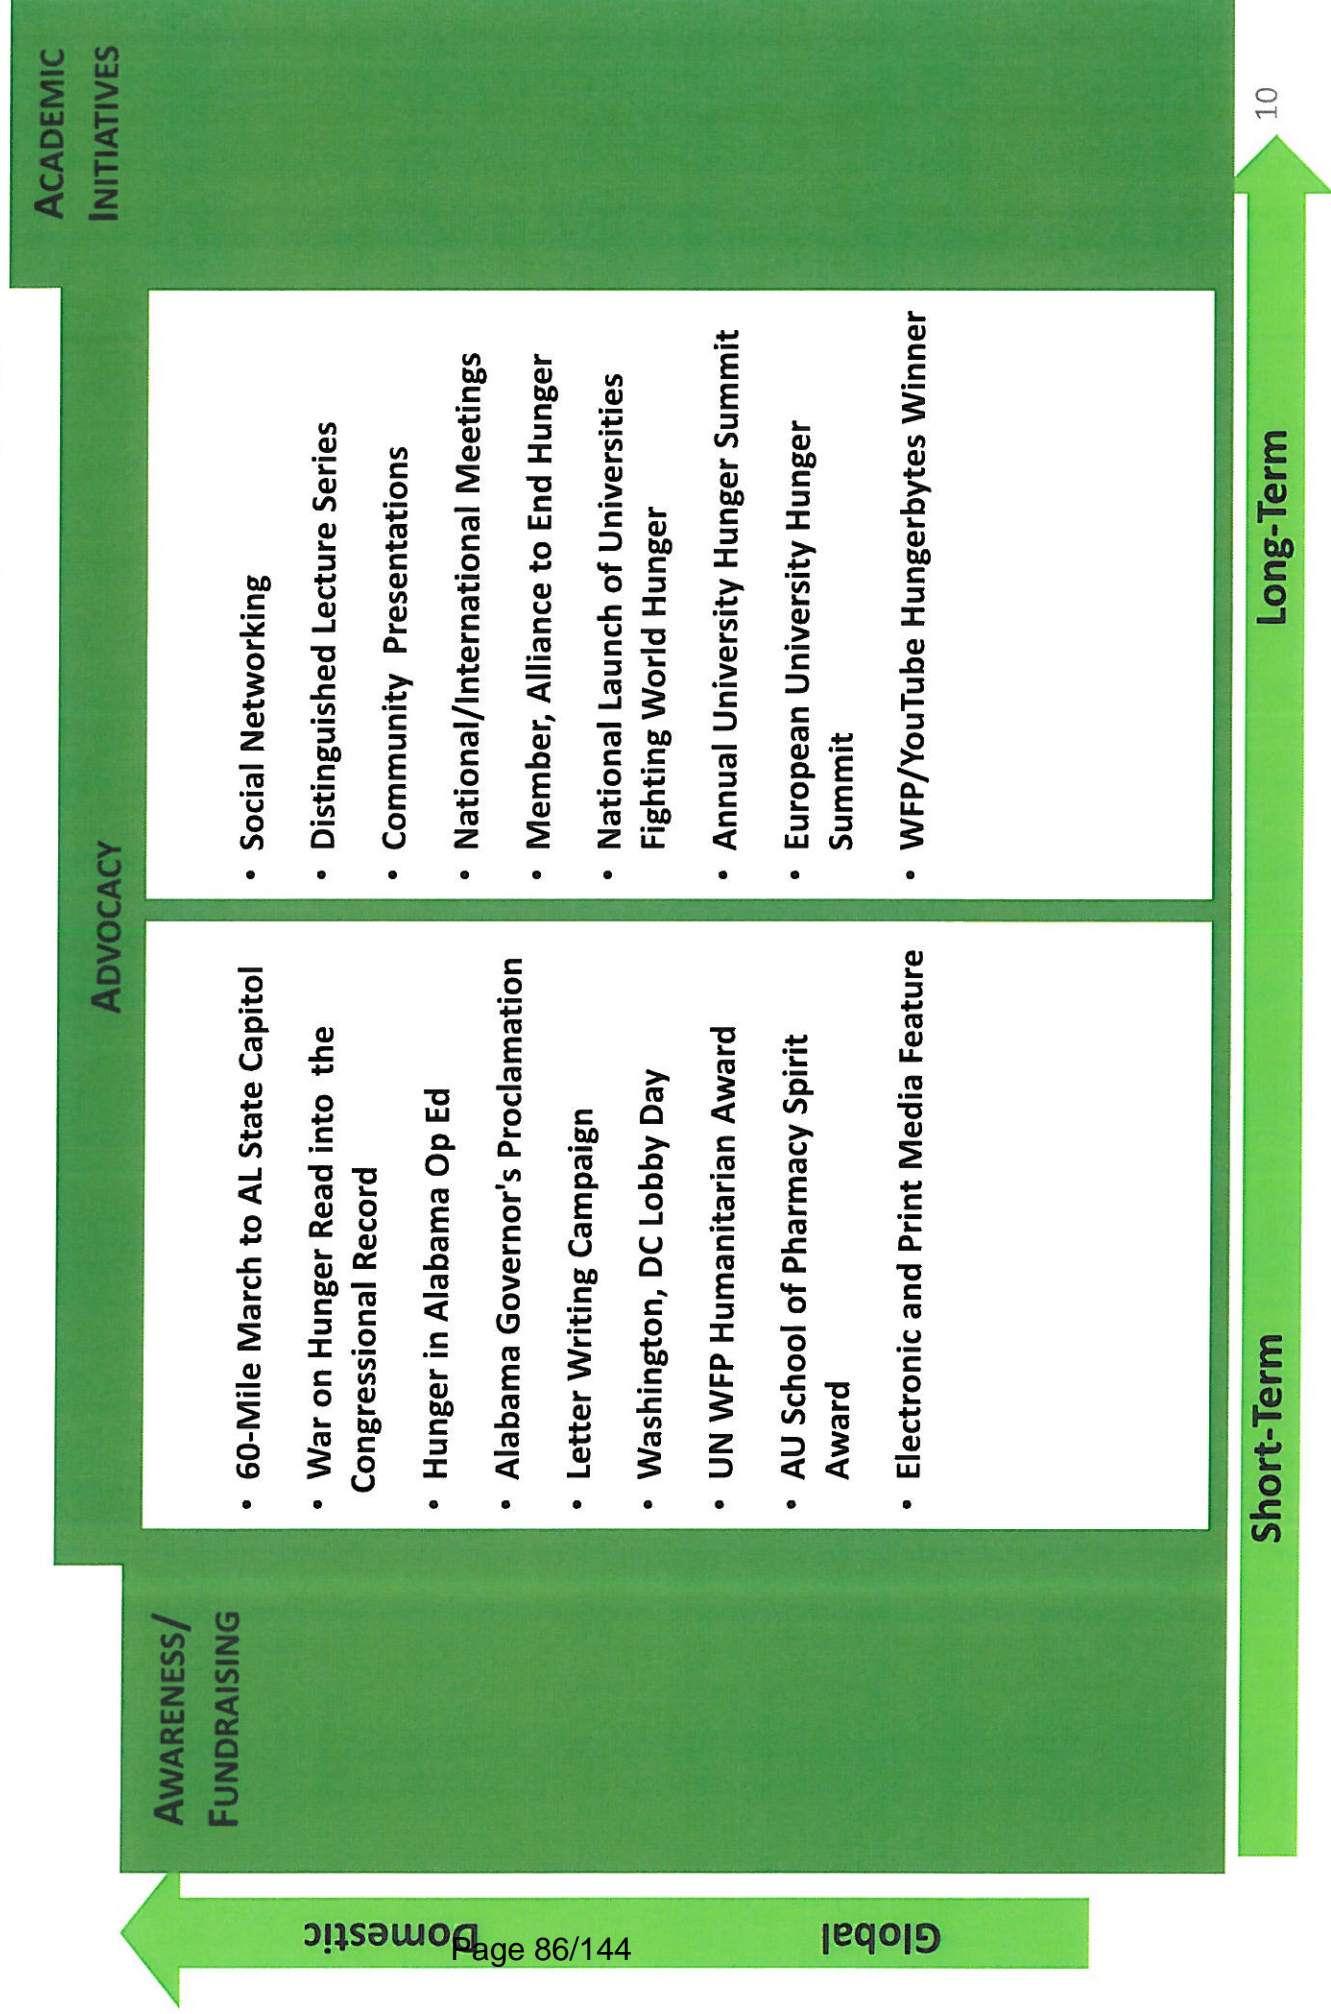 ACADEMIC
INITIATIVES
ADVOCACY
AWARENESS/
FUNDRAISING
• 60-Mile March to AL State Capitol
• War on Hunger Read into the
Congressional Record
• Hunger in Alabama Op Ed
• Alabama Governor's Proclamation
• Letter Writing Campaign
• Washington, DC Lobby Day
• UN WFP Humanitarian Award
• AU School of Pharmacy Spirit
Award
• Electronic and Print Media Feature
• Social Networking
• Distinguished Lecture Series
• Community Presentations
• National/International Meetings
• Member, Alliance to End Hunger
• National Launch of Universities
Fighting World Hunger
• Annual University Hunger Summit
• European University Hunger
Summit
• WFP/YouTube Hungerbytes Winner
Domestic
Global
Short-Term
Long-Term
10
Page 86/144